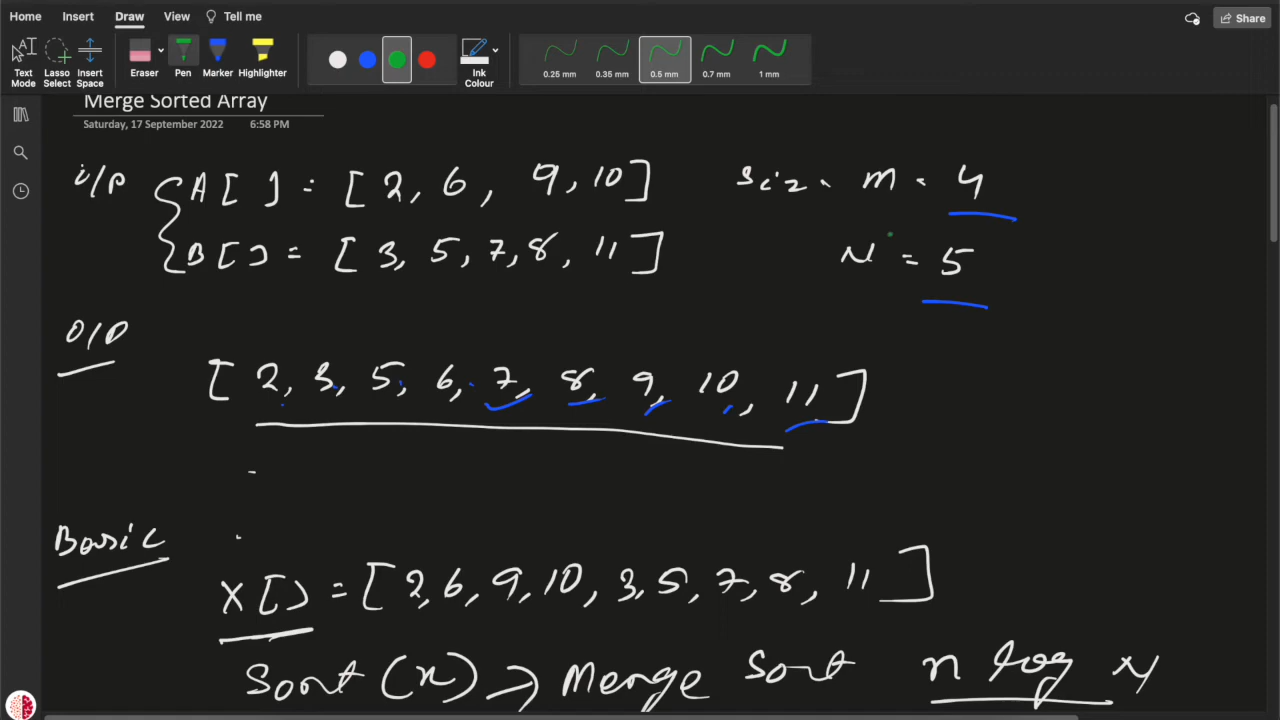 Home Insert Draw View Tell me
Share
Text Mode Lasso Select Insert Space Eraser Pen Marker Highlighter Ink Colour 0.25 mm 0.35 mm 0.5 mm 0.7 mm 1 mm
Merge Sorted Array
Saturday, 17 September 2022 6:58 PM
i/p A[ ] = [ 2, 6, 9, 10 ] Size m = 4
B[ ] = [ 3, 5, 7, 8, 11 ] N = 5
O/P
[ 2, 3, 5, 6, 7, 8, 9, 10, 11 ]
Basic
X[ ] = [ 2, 6, 9, 10, 3, 5, 7, 8, 11 ]
Sort (x) → Merge Sort n log N